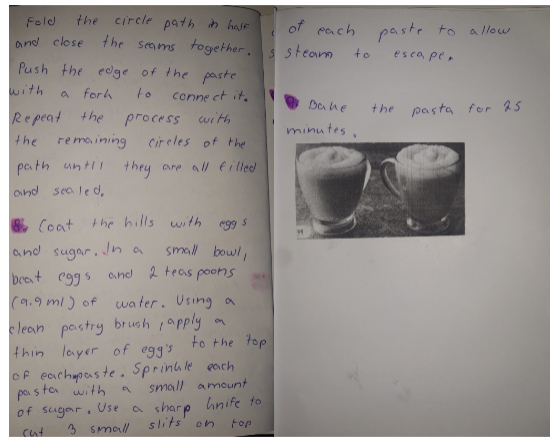 Fold the circle path in half
and close the seams together.
Push the edge of the paste
with a fork to connect it.
Repeat the process with
the remaining circles of the
path until they are all filled
and sealed.
8. Coat the hills with eggs
and sugar. In a small bowl,
beat eggs and 2 teaspoons
(9.9 ml) of water. Using a
clean pastry brush, apply a
thin layer of egg's to the top
of each paste. Sprinkle each
pasta with a small amount
of sugar. Use a sharp knife to
cut 3 small slits on top
of each paste to allow
steam to escape.
Bake the pasta for 25
minutes.